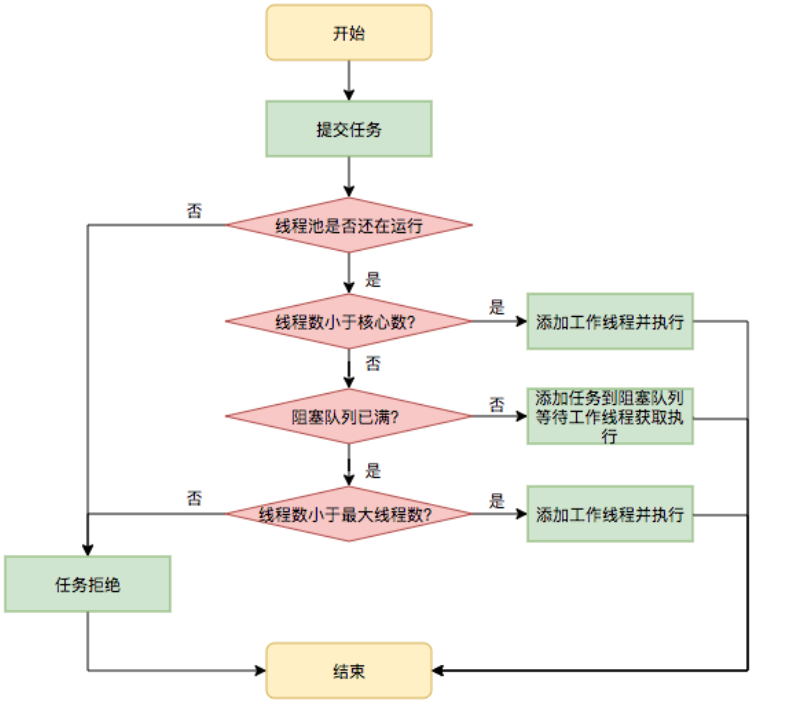 开始
提交任务
否
线程池是否还在运行
是
线程数小于核心数?
是
添加工作线程并执行
否
阻塞队列已满?
否
添加任务到阻塞队列
等待工作线程获取执
行
是
否
线程数小于最大线程数?
是
添加工作线程并执行
任务拒绝
结束